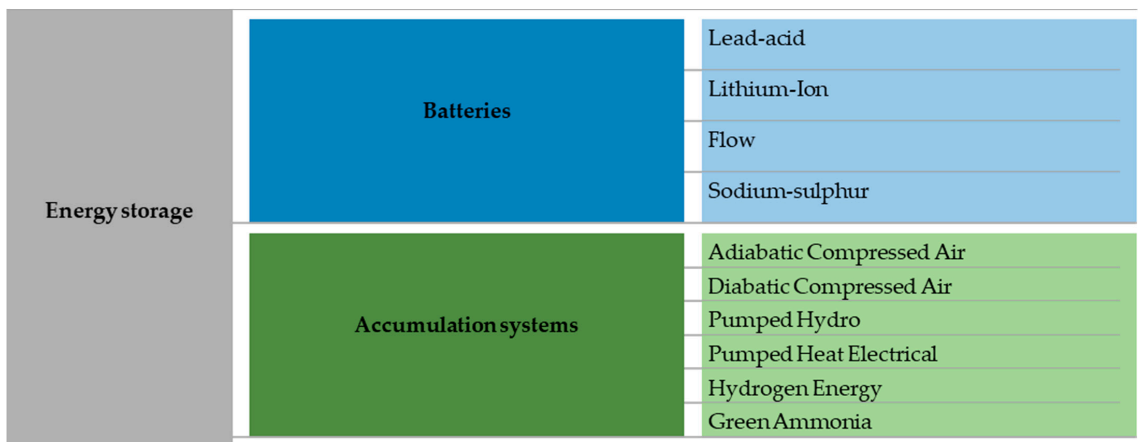 Energy storage
Batteries
Lead-acid
Lithium-Ion
Flow
Sodium-sulphur
Accumulation systems
Adiabatic Compressed Air
Diabatic Compressed Air
Pumped Hydro
Pumped Heat Electrical
Hydrogen Energy
Green Ammonia